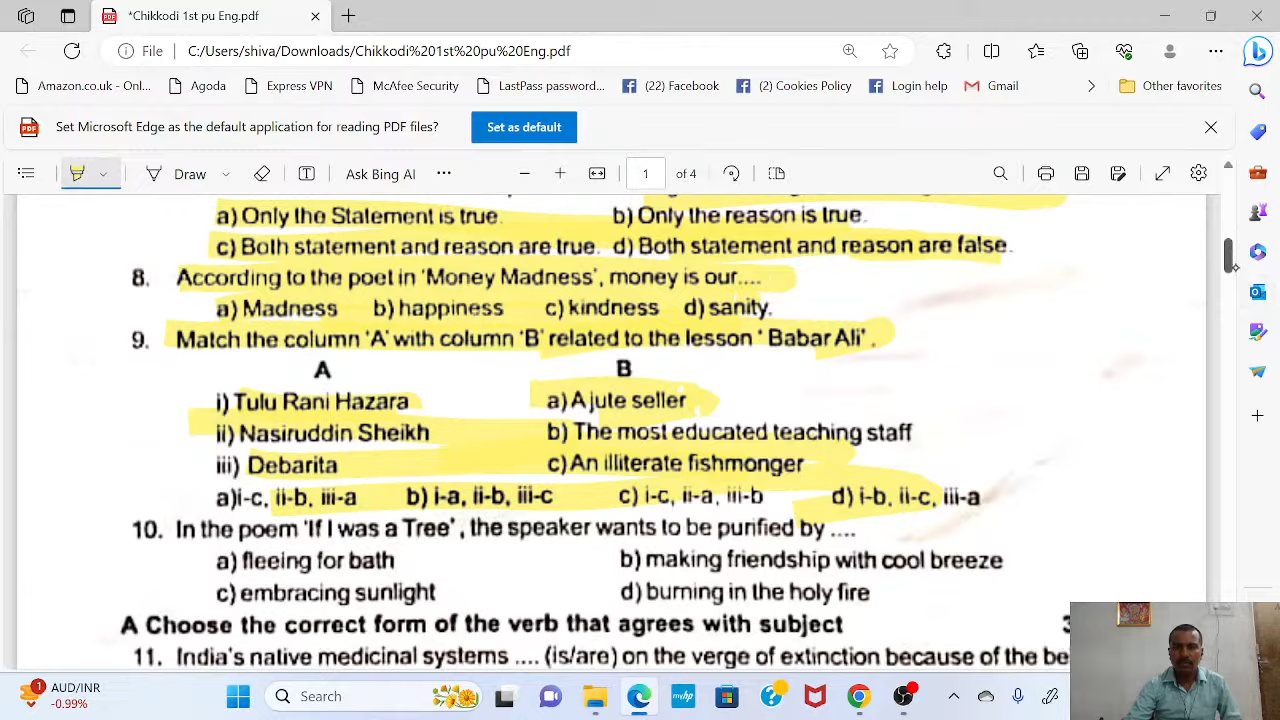 *Chikkodi 1st pu Eng.pdf
File C:/Users/shiva/Downloads/Chikkodi%201st%20pu%20Eng.pdf
Amazon.co.uk - Onl... Agoda Express VPN McAfee Security LastPass password... (22) Facebook (2) Cookies Policy Login help Gmail Other favorites
Set Microsoft Edge as the default application for reading PDF files? Set as default
Draw Ask Bing AI 1 of 4
a) Only the Statement is true. b) Only the reason is true.
c) Both statement and reason are true. d) Both statement and reason are false.
8. According to the poet in 'Money Madness', money is our....
a) Madness b) happiness c) kindness d) sanity.
9. Match the column 'A' with column 'B' related to the lesson ' Babar Ali' .
A B
i) Tulu Rani Hazara a) A jute seller
ii) Nasiruddin Sheikh b) The most educated teaching staff
iii) Debarita c) An illiterate fishmonger
a)i-c, ii-b, iii-a b) i-a, ii-b, iii-c c) i-c, ii-a, iii-b d) i-b, ii-c, iii-a
10. In the poem 'If I was a Tree' , the speaker wants to be purified by ....
a) fleeing for bath b) making friendship with cool breeze
c) embracing sunlight d) burning in the holy fire
A Choose the correct form of the verb that agrees with subject 3
11. India's native medicinal systems .... (is/are) on the verge of extinction because of the be
1 AUD/INR
-0.95%
Search
myhp